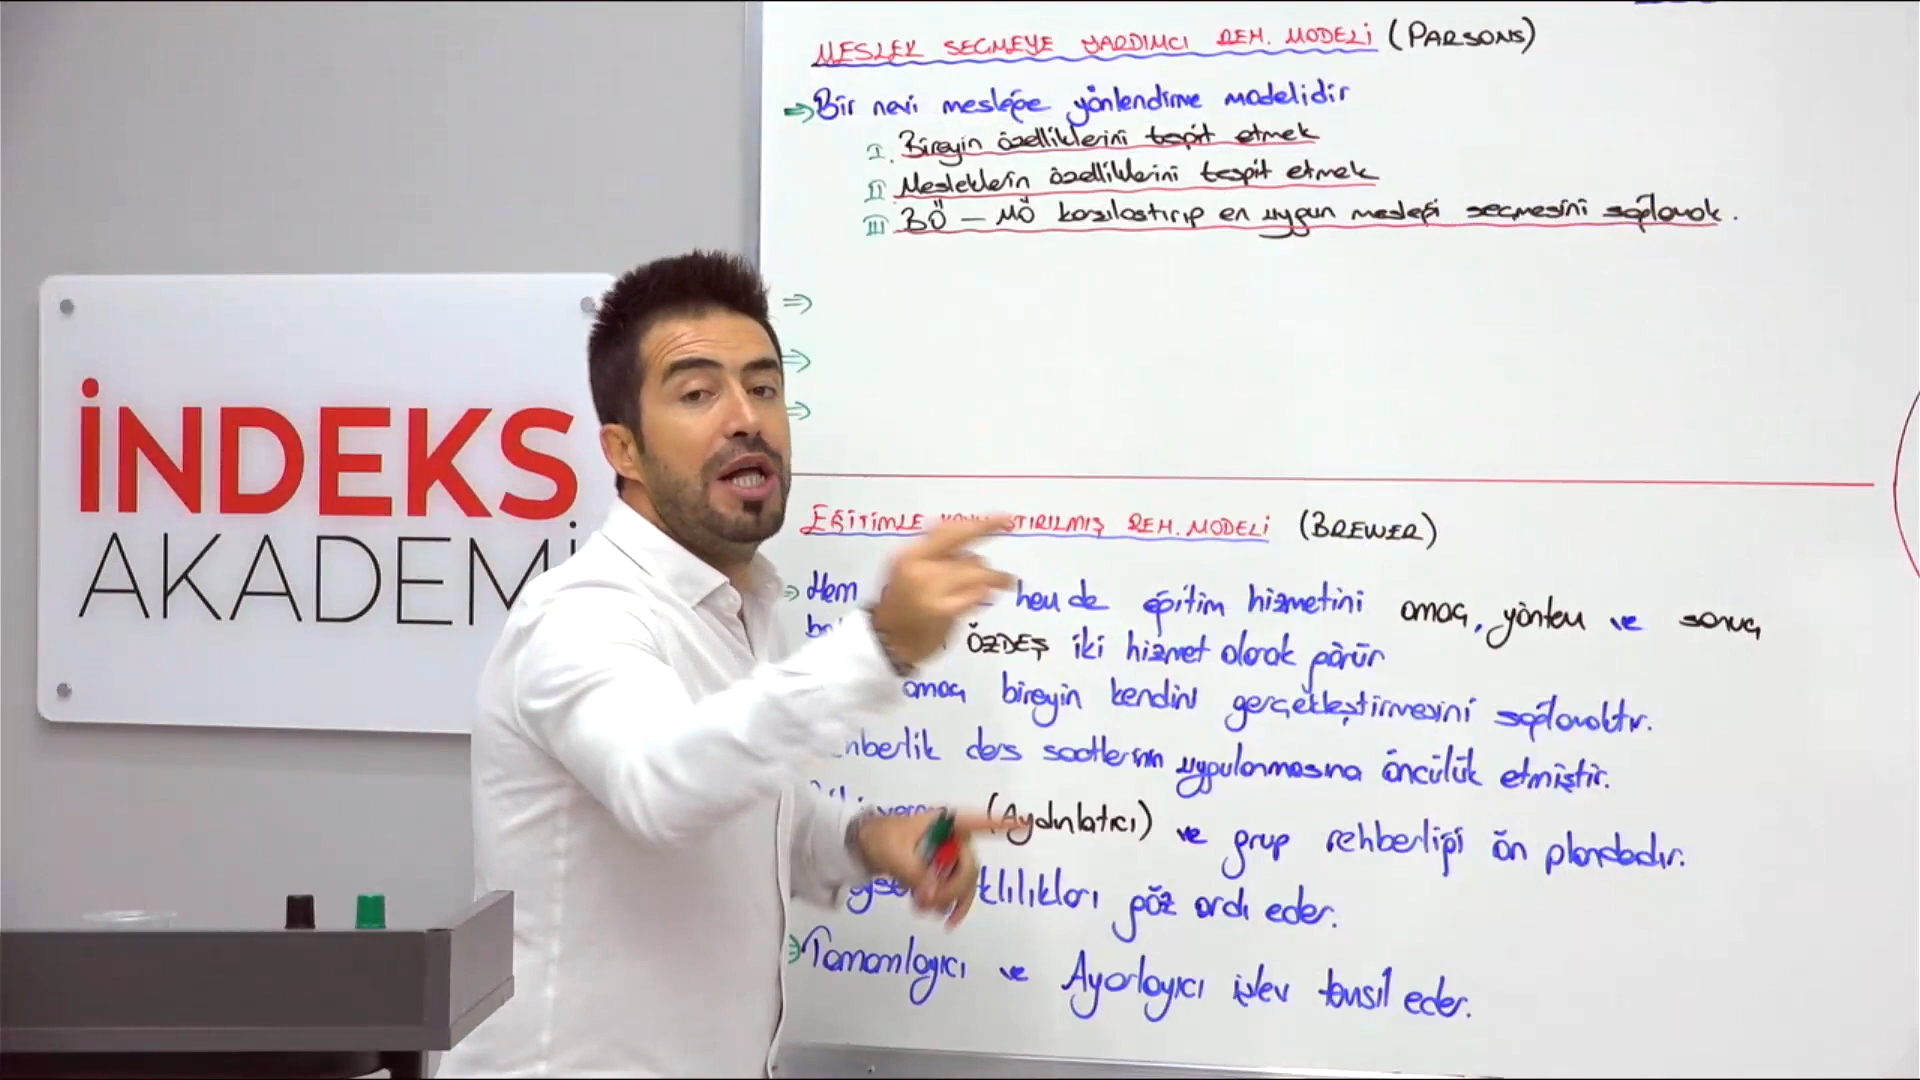 İNDEKS
AKADEMİ
MESLEK SEÇMEYE YARDIMCI REH. MODELİ (PARSONS)
⇒ Bir nevi mesleğe yönlendirme modelidir
I. Bireyin özelliklerini tespit etmek
II Mesleklerin özelliklerini tespit etmek
III BÖ – MÖ karşılaştırıp en uygun mesleği seçmesini sağlamak.
⇒
⇒
⇒
EĞİTİMLE REH. MODELİ (BREWER)
⇒ Hem hem de eğitim hizmetini amaç, yöntem ve sonuç
ÖZDEŞ iki hizmet olarak görür
amaç bireyin kendini gerçekleştirmesini sağlamaktır.
ders saatlerinin uygulanmasına öncülük etmiştir.
(Aydınlatıcı) ve grup rehberliği ön plandadır.
göz ardı eder.
⇒ Tamamlayıcı ve Ayarlayıcı işlev temsil eder.